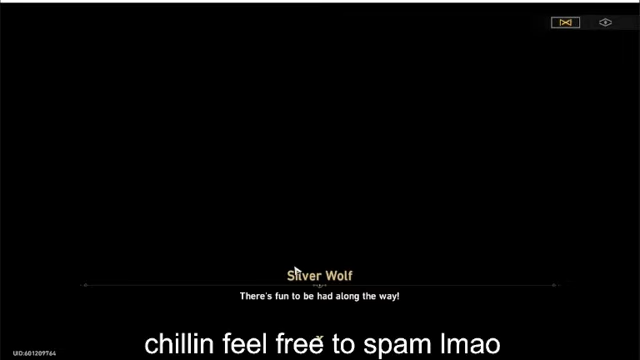 Silver Wolf
There's fun to be had along the way!
chillin feel free to spam lmao
UID:601209764